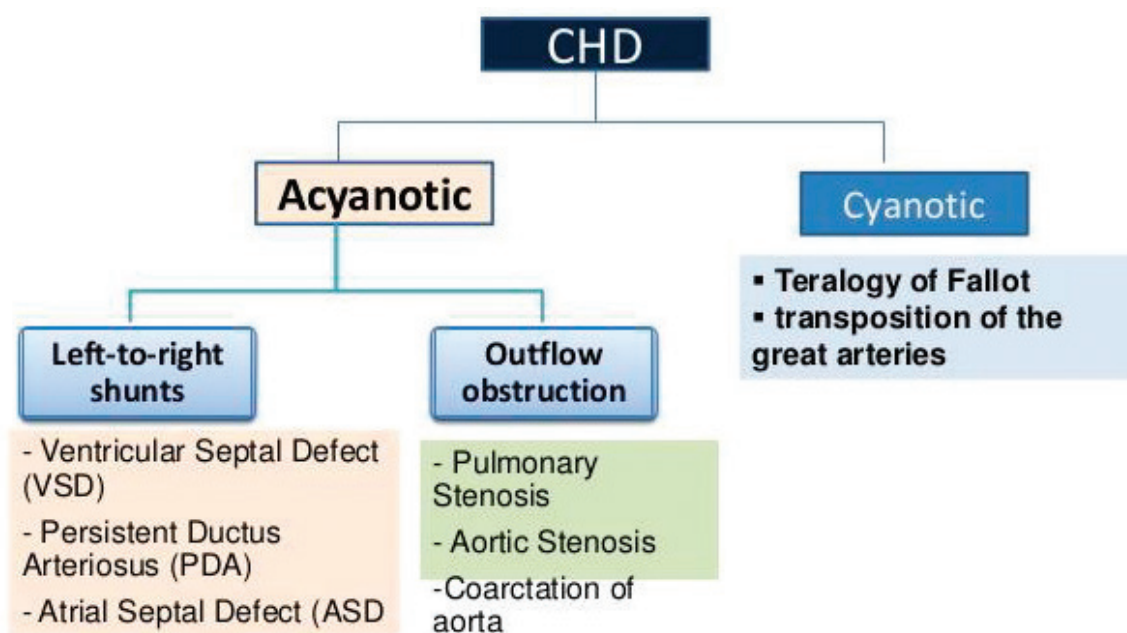 CHD
Acyanotic
Cyanotic
▪ Teralogy of Fallot
▪ transposition of the
great arteries
Left-to-right
shunts
Outflow
obstruction
- Ventricular Septal Defect
(VSD)
- Persistent Ductus
Arteriosus (PDA)
- Atrial Septal Defect (ASD
- Pulmonary
Stenosis
- Aortic Stenosis
-Coarctation of
aorta